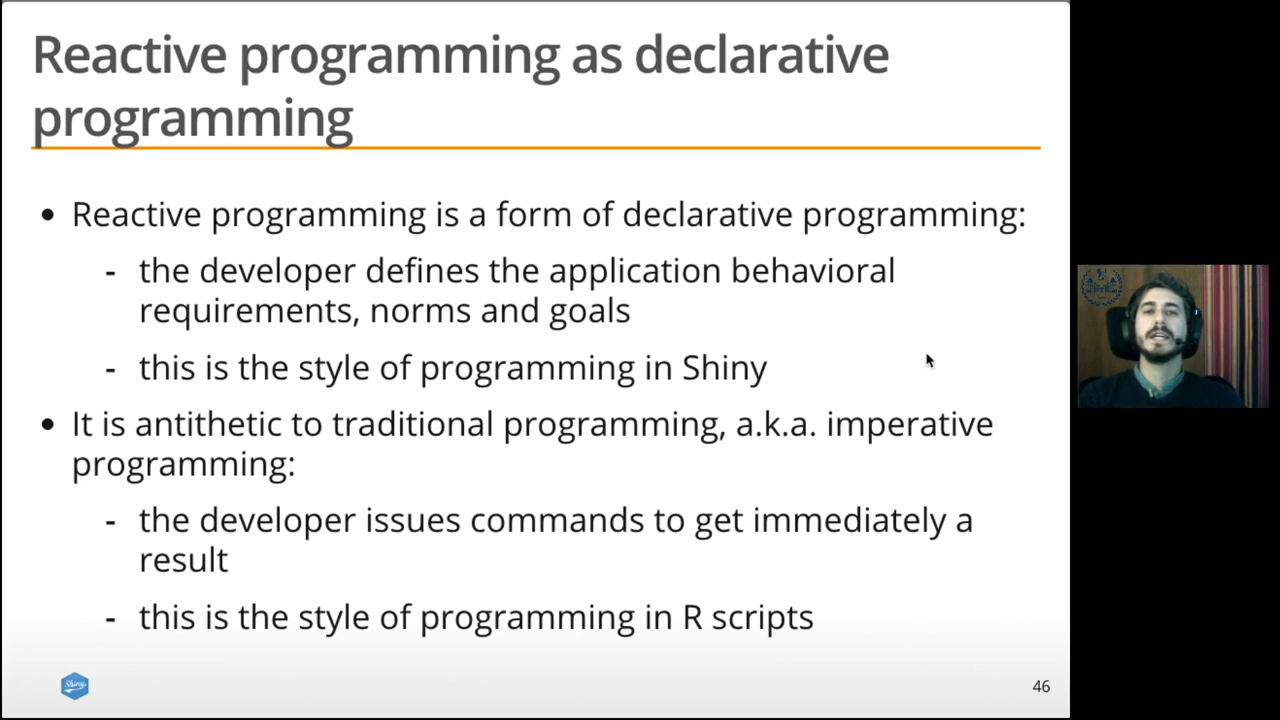 Reactive programming as declarative
programming
• Reactive programming is a form of declarative programming:
- the developer defines the application behavioral
requirements, norms and goals
- this is the style of programming in Shiny
• It is antithetic to traditional programming, a.k.a. imperative
programming:
- the developer issues commands to get immediately a
result
- this is the style of programming in R scripts
Shiny
46